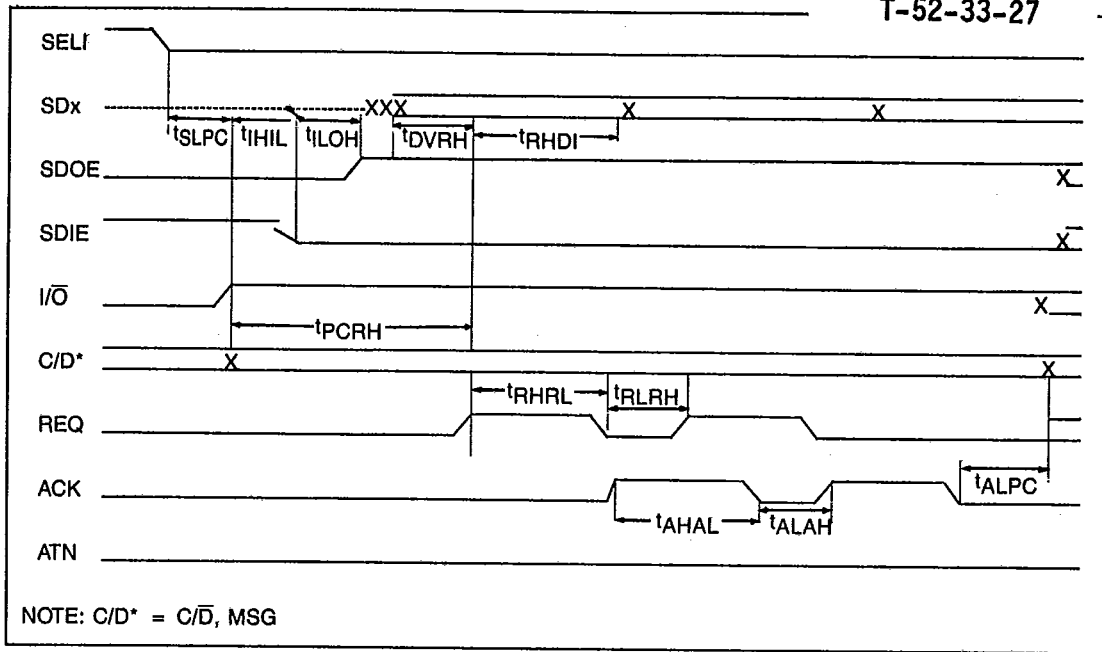 T-52-33-27
SELI
SDx XXX X X
tSLPC tIHIL tILOH tDVRH tRHDI
SDOE X
SDIE X
I/O̅ X
tPCRH
C/D* X X
tRHRL tRLRH
REQ
ACK tALPC
tAHAL tALAH
ATN
NOTE: C/D* = C/D̅, MSG